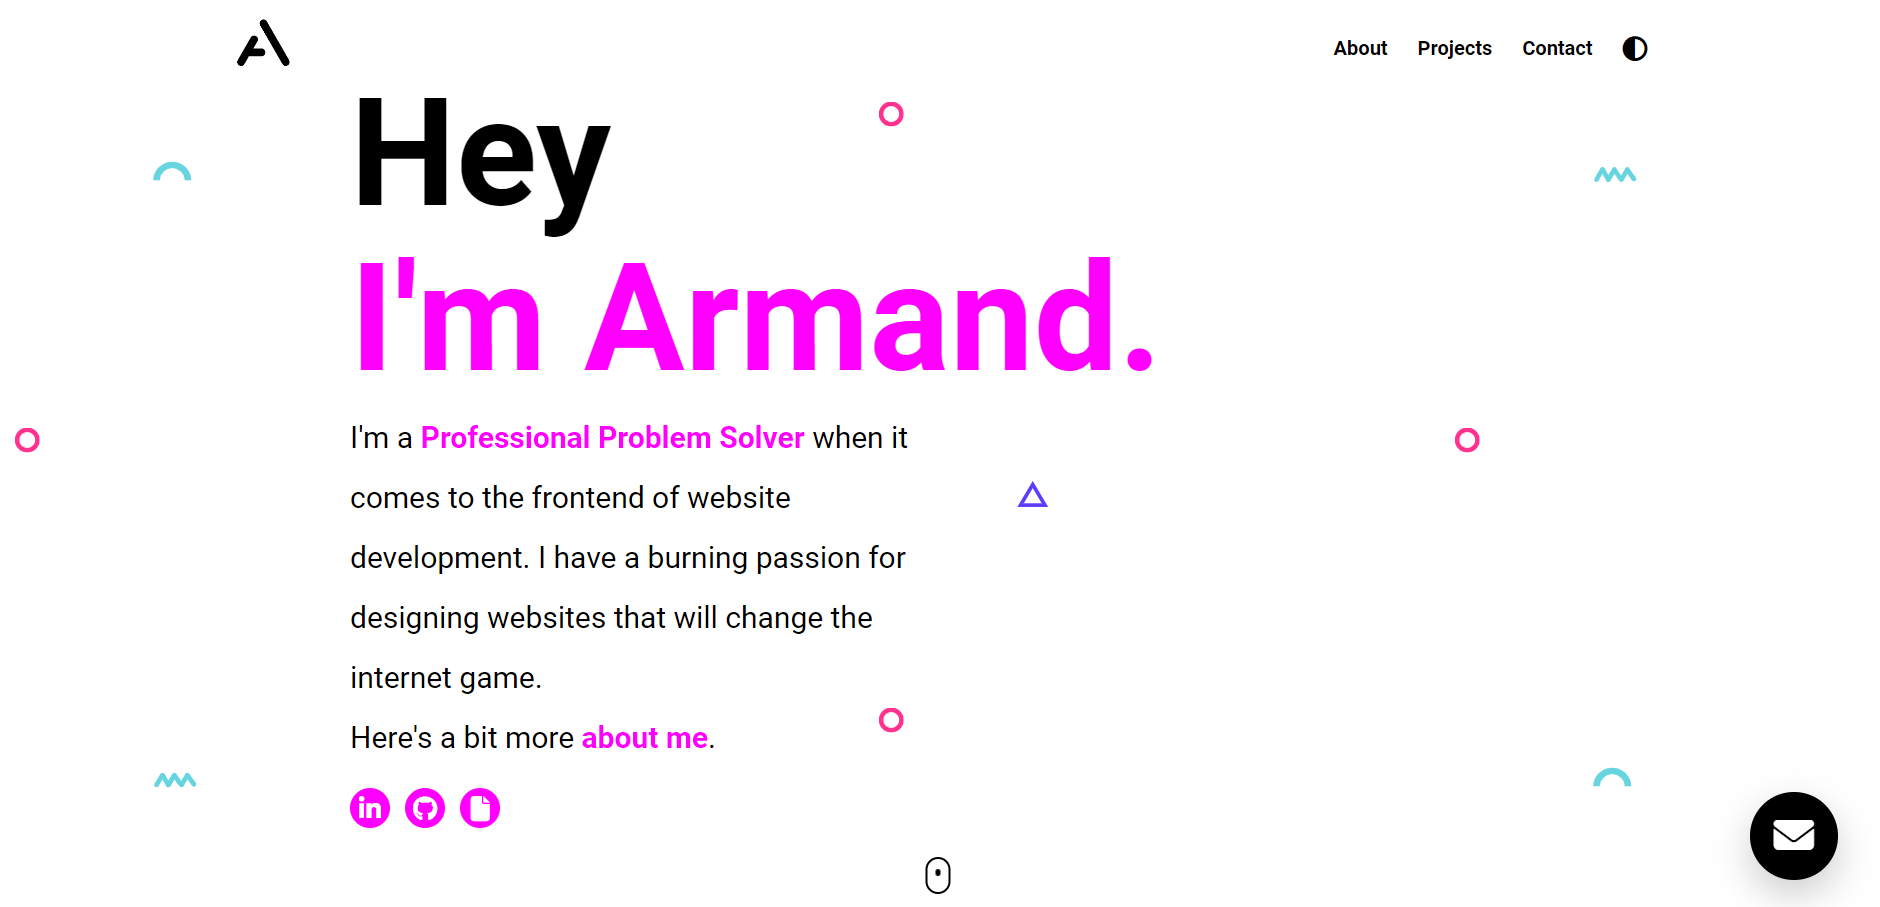 About Projects Contact
Hey
I'm Armand.
I'm a Professional Problem Solver when it
comes to the frontend of website
development. I have a burning passion for
designing websites that will change the
internet game.
Here's a bit more about me.
in